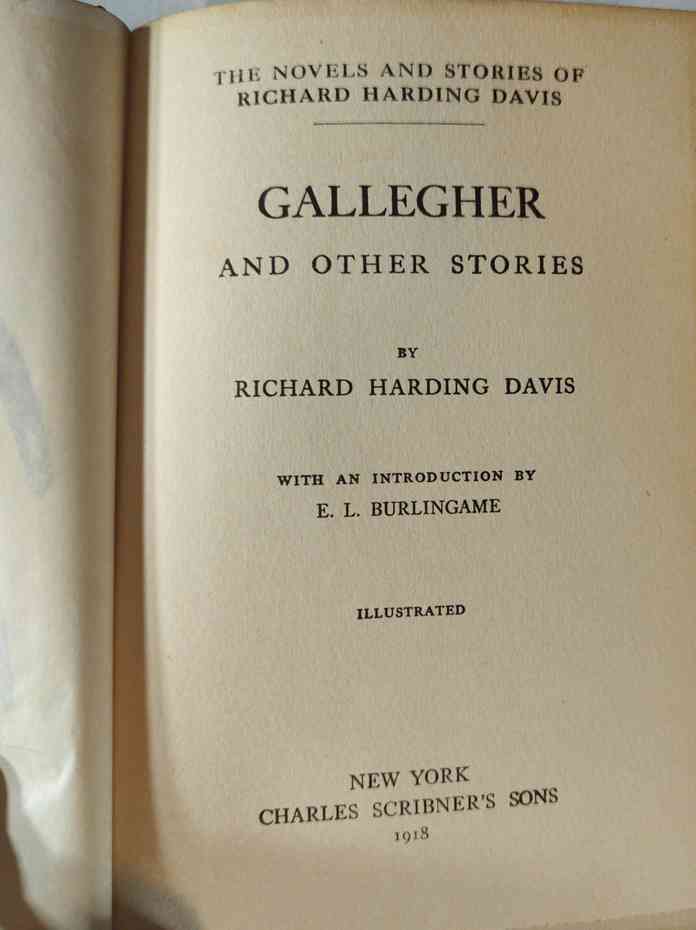 THE NOVELS AND STORIES OF
RICHARD HARDING DAVIS
GALLEGHER
AND OTHER STORIES
BY
RICHARD HARDING DAVIS
WITH AN INTRODUCTION BY
E. L. BURLINGAME
ILLUSTRATED
NEW YORK
CHARLES SCRIBNER'S SONS
1918